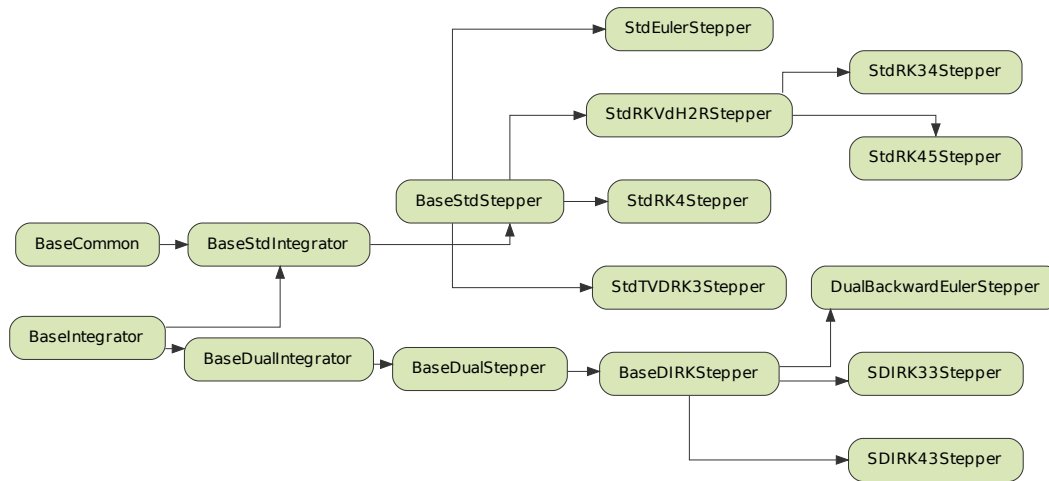 StdEulerStepper
StdRK34Stepper
StdRKVdH2RStepper
StdRK45Stepper
BaseStdStepper
StdRK4Stepper
BaseCommon
BaseStdIntegrator
StdTVDRK3Stepper
DualBackwardEulerStepper
BaseIntegrator
BaseDualIntegrator
BaseDualStepper
BaseDIRKStepper
SDIRK33Stepper
SDIRK43Stepper